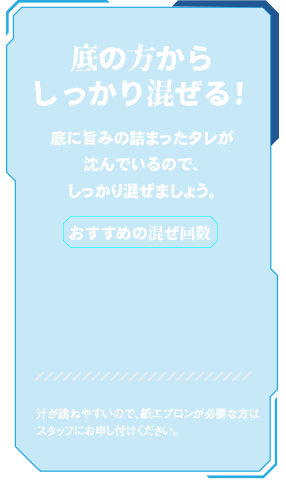 底の方から
しっかり混ぜる！
底に旨みの詰まったタレが
沈んでいるので、
しっかり混ぜましょう。
おすすめの混ぜ回数
汁が跳ねやすいので、紙エプロンが必要な方は
スタッフにお申し付けください。